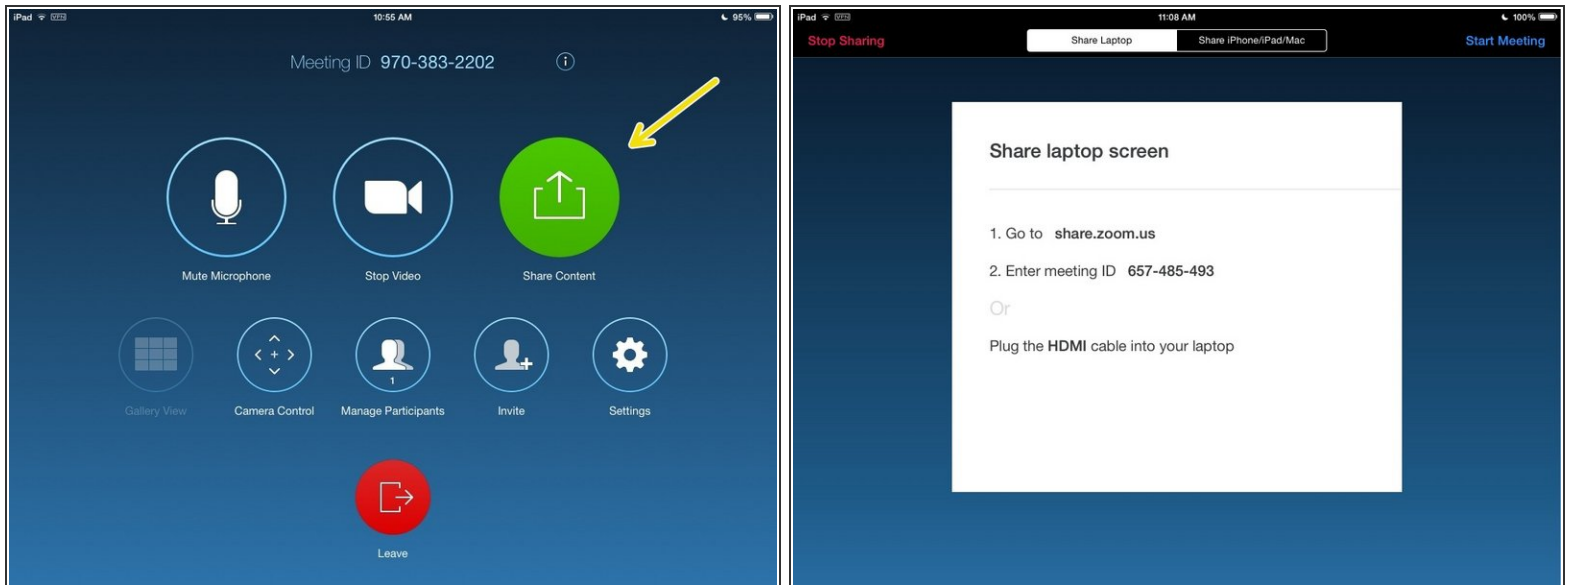 iPad VPN 10:55 AM 95%
Meeting ID 970-383-2202 i
Mute Microphone Stop Video Share Content
1
Gallery View Camera Control Manage Participants Invite Settings
Leave
iPad VPN 11:08 AM 100%
Stop Sharing Share Laptop Share iPhone/iPad/Mac Start Meeting
Share laptop screen
1. Go to share.zoom.us
2. Enter meeting ID 657-485-493
Or
Plug the HDMI cable into your laptop